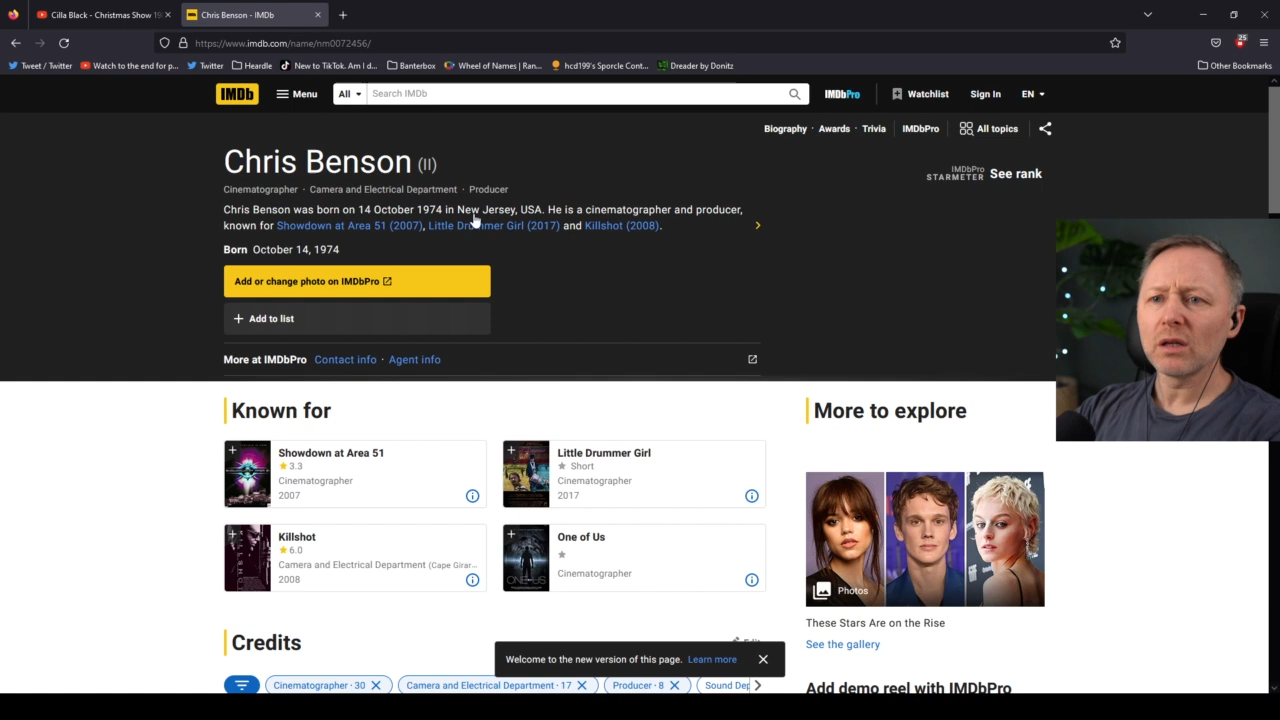 Cilla Black - Christmas Show 19
Chris Benson - IMDb
https://www.imdb.com/name/nm0072456/
25
Tweet / Twitter
Watch to the end for p...
Twitter
Heardle
New to TikTok. Am I d...
Banterbox
Wheel of Names | Ran...
hcd199's Sporcle Cont...
Dreader by Donitz
Other Bookmarks
IMDb
Menu
All
Search IMDb
IMDbPro
Watchlist
Sign In
EN
Biography · Awards · Trivia
IMDbPro
All topics
Chris Benson (II)
IMDbPro
STARMETER
See rank
Cinematographer · Camera and Electrical Department · Producer
Chris Benson was born on 14 October 1974 in New Jersey, USA. He is a cinematographer and producer,
known for Showdown at Area 51 (2007), Little Drummer Girl (2017) and Killshot (2008).
Born October 14, 1974
Add or change photo on IMDbPro
+ Add to list
More at IMDbPro Contact info · Agent info
Known for
More to explore
Showdown at Area 51
3.3
Cinematographer
2007
Little Drummer Girl
Short
Cinematographer
2017
Killshot
6.0
Camera and Electrical Department (Cape Girar...
2008
One of Us
Cinematographer
ONE US
Photos
These Stars Are on the Rise
See the gallery
Credits
Edit
Welcome to the new version of this page. Learn more
Cinematographer · 30
Camera and Electrical Department · 17
Producer · 8
Sound Dep
Add demo reel with IMDbPro